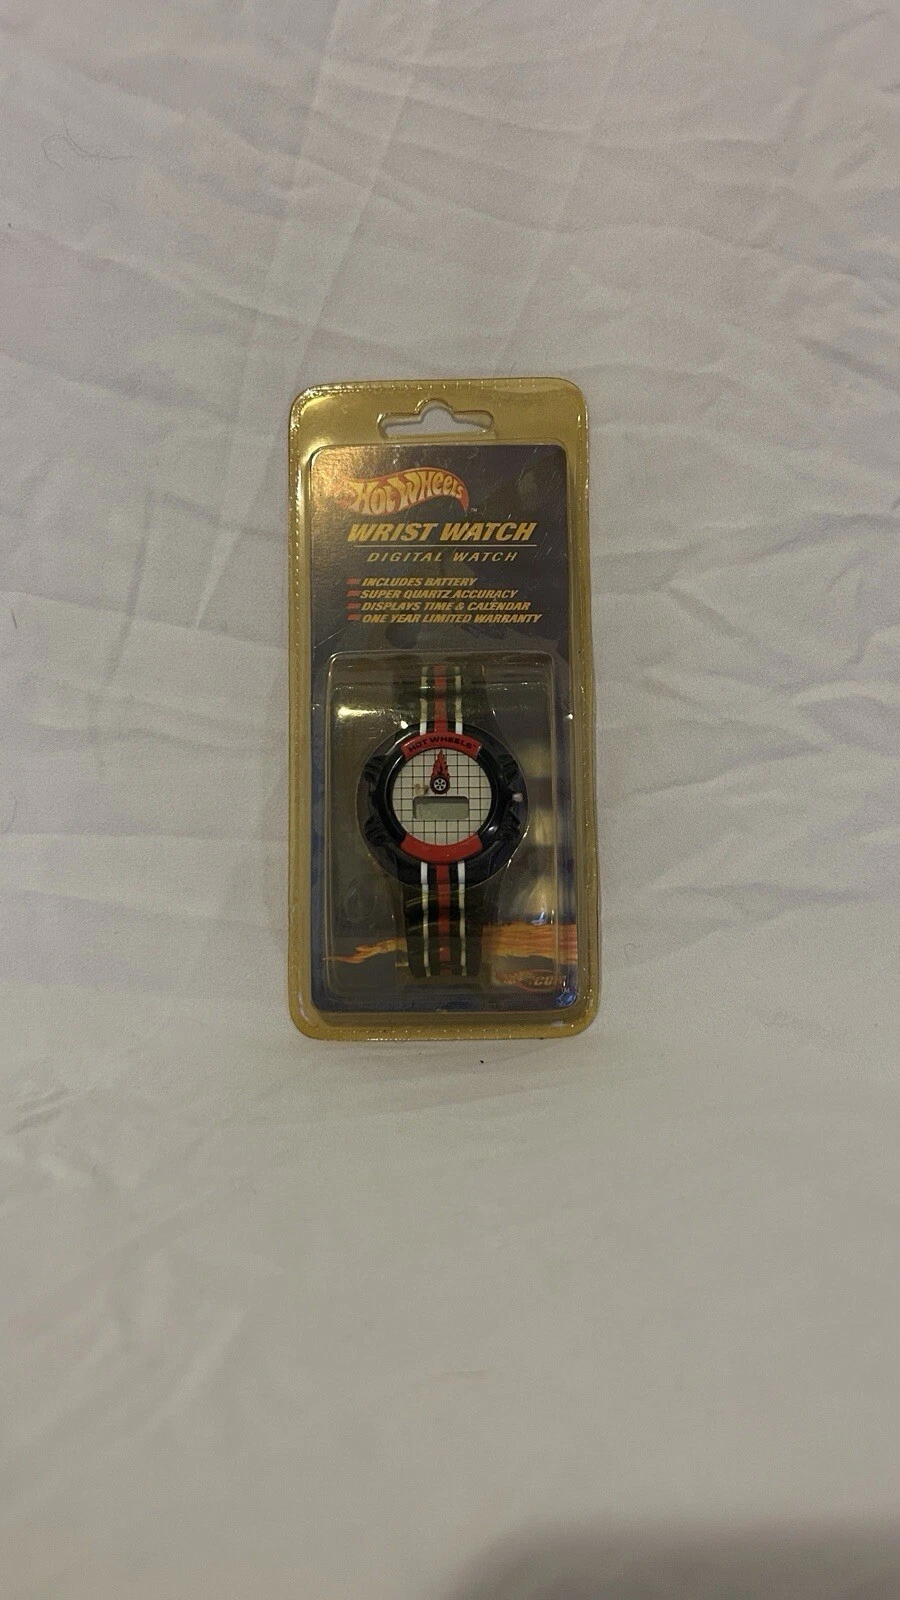 HOT WHEELS
TM
WRIST WATCH
DIGITAL WATCH
INCLUDES BATTERY
SUPER QUARTZ ACCURACY
DISPLAYS TIME & CALENDAR
ONE YEAR LIMITED WARRANTY
HOT WHEELS